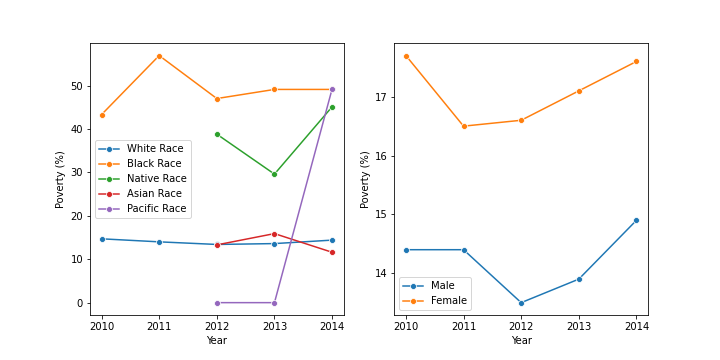 50
40
30
20
10
0
Poverty (%)
2010 2011 2012 2013 2014
Year
White Race
Black Race
Native Race
Asian Race
Pacific Race
17
16
15
14
Poverty (%)
2010 2011 2012 2013 2014
Year
Male
Female